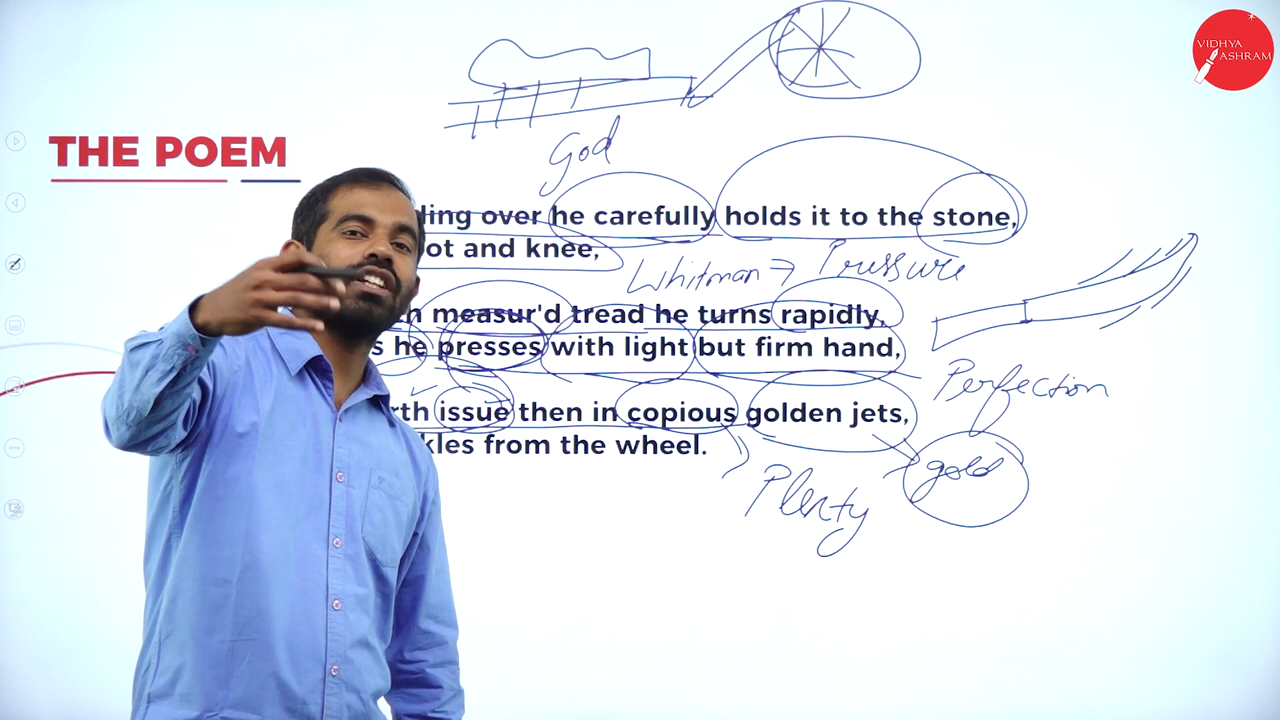 VIDHYA
ASHRAM
THE POEM
God
ding over he carefully holds it to the stone,
ot and knee,
Whitman → Pressure
h measur'd tread he turns rapidly,
s he presses with light but firm hand,
Perfection
rth issue then in copious golden jets,
kles from the wheel.
gold
Plenty